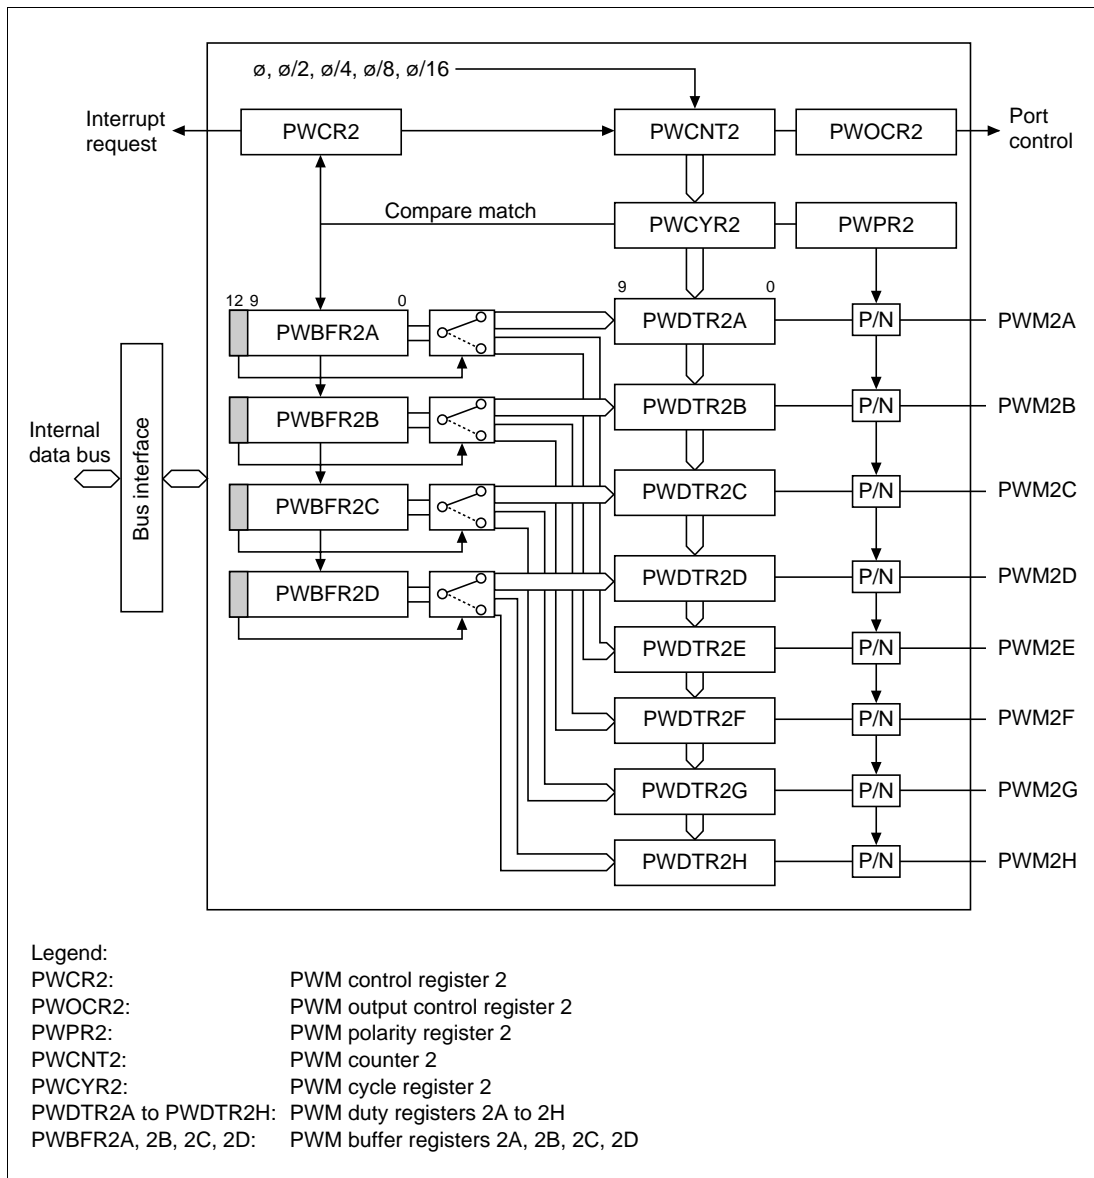 ø, ø/2, ø/4, ø/8, ø/16
Interrupt
request
PWCR2
PWCNT2
PWOCR2
Port
control
Compare match
PWCYR2
PWPR2
12 9 0
9 0
PWBFR2A
PWDTR2A
P/N
PWM2A
PWBFR2B
PWDTR2B
P/N
PWM2B
Internal
data bus
Bus interface
PWBFR2C
PWDTR2C
P/N
PWM2C
PWBFR2D
PWDTR2D
P/N
PWM2D
PWDTR2E
P/N
PWM2E
PWDTR2F
P/N
PWM2F
PWDTR2G
P/N
PWM2G
PWDTR2H
P/N
PWM2H
Legend:
PWCR2: PWM control register 2
PWOCR2: PWM output control register 2
PWPR2: PWM polarity register 2
PWCNT2: PWM counter 2
PWCYR2: PWM cycle register 2
PWDTR2A to PWDTR2H: PWM duty registers 2A to 2H
PWBFR2A, 2B, 2C, 2D: PWM buffer registers 2A, 2B, 2C, 2D